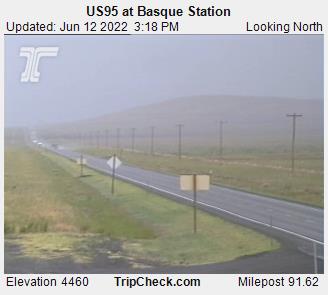 US95 at Basque Station
Updated: Jun 12 2022  3:18 PM Looking North
Elevation 4460 TripCheck.com Milepost 91.62